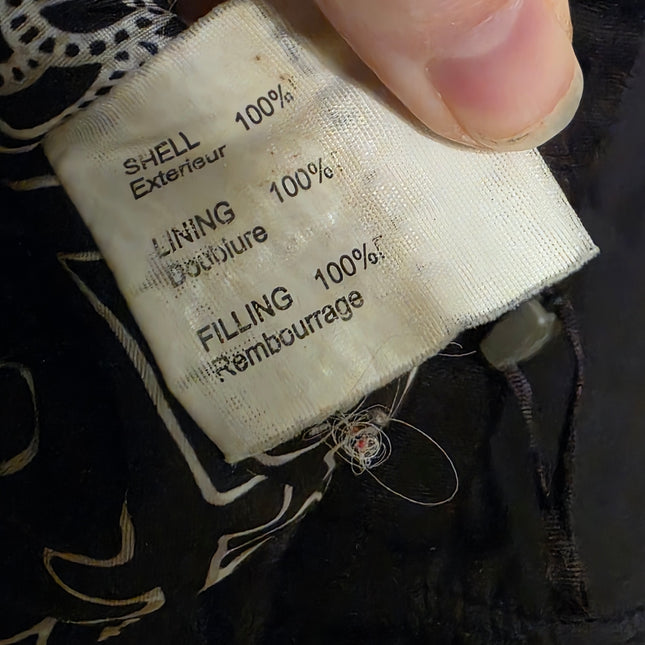 SHELL 100%
Exterieur
LINING 100%
Doublure
FILLING 100%
Rembourrage